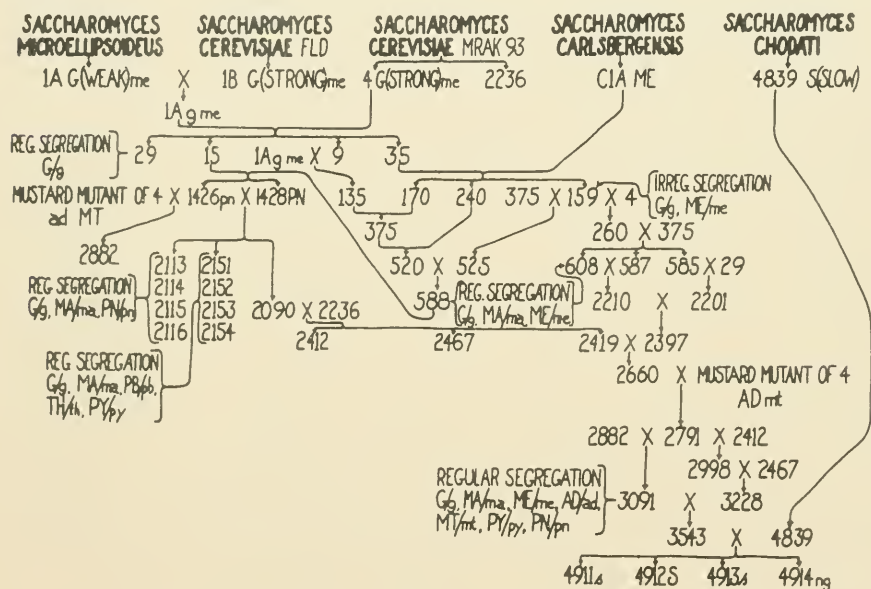 SACCHAROMYCES MICROELLIPSOIDEUS
SACCHAROMYCES CEREVISIAE FLD
SACCHAROMYCES CEREVISIAE MRAK 93
SACCHAROMYCES CARLSBERGENSIS
SACCHAROMYCES CHODATI
1A G(WEAK)me X 1B G(STRONG)me 4 G(STRONG)me 2236 C1A ME 4839 S(SLOW)
1A g me
REG. SEGREGATION G/g
29 15 1A g me X 9 35
MUSTARD MUTANT OF 4 X 1426pn X 1428PN 135 170 240 375 X 159 X 4
ad MT
IRREG. SEGREGATION G/g, ME/me
375 260 X 375
2882
520 X 525 608 X 587 585 X 29
REG. SEGREGATION G/g, MA/ma, PN/pn
2113 2151
2114 2152
2115 2153
2116 2154
2090 X 2236
588
REG. SEGREGATION G/g, MA/ma, ME/me
2210 X 2201
2412 2467 2419 X 2397
REG. SEGREGATION G/g, MA/ma, PB/pb, TH/th, PY/py
2660 X MUSTARD MUTANT OF 4
AD mt
2882 X 2791 X 2412
2998 X 2467
REGULAR SEGREGATION
G/g, MA/ma, ME/me, AD/ad,
MT/mt, PY/py, PN/pn
3091 X 3228
3543 X 4839
4911s 4912S 4913s 4914ng